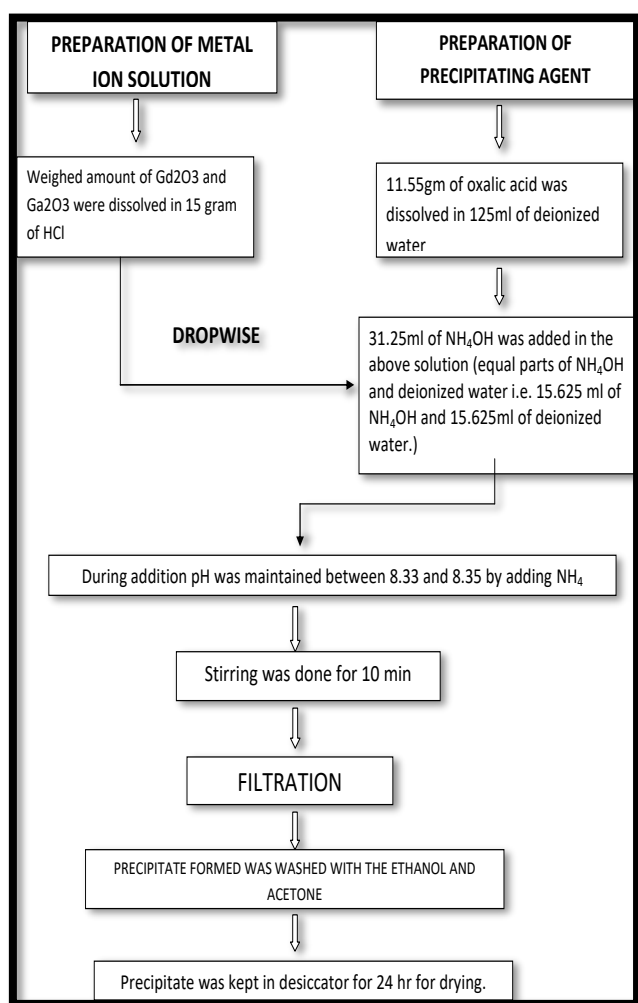 PREPARATION OF METAL
ION SOLUTION
PREPARATION OF
PRECIPITATING AGENT
Weighed amount of Gd2O3 and
Ga2O3 were dissolved in 15 gram
of HCl
11.55gm of oxalic acid was
dissolved in 125ml of deionized
water
DROPWISE
31.25ml of NH₄OH was added in the
above solution (equal parts of NH₄OH
and deionized water i.e. 15.625 ml of
NH₄OH and 15.625ml of deionized
water.)
During addition pH was maintained between 8.33 and 8.35 by adding NH₄
Stirring was done for 10 min
FILTRATION
PRECIPITATE FORMED WAS WASHED WITH THE ETHANOL AND
ACETONE
Precipitate was kept in desiccator for 24 hr for drying.